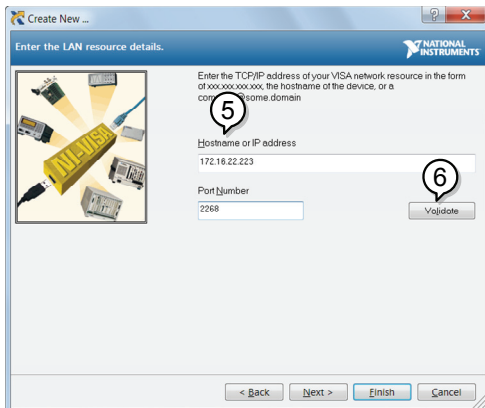 Create New ...
Enter the LAN resource details.
NATIONAL
INSTRUMENTS
NI-VISA
Enter the TCP/IP address of your VISA network resource in the form
of xxx.xxx.xxx.xxx, the hostname of the device, or a
some.domain
5
Hostname or IP address
172.16.22.223
6
Port Number
2268
Validate
< Back
Next >
Finish
Cancel